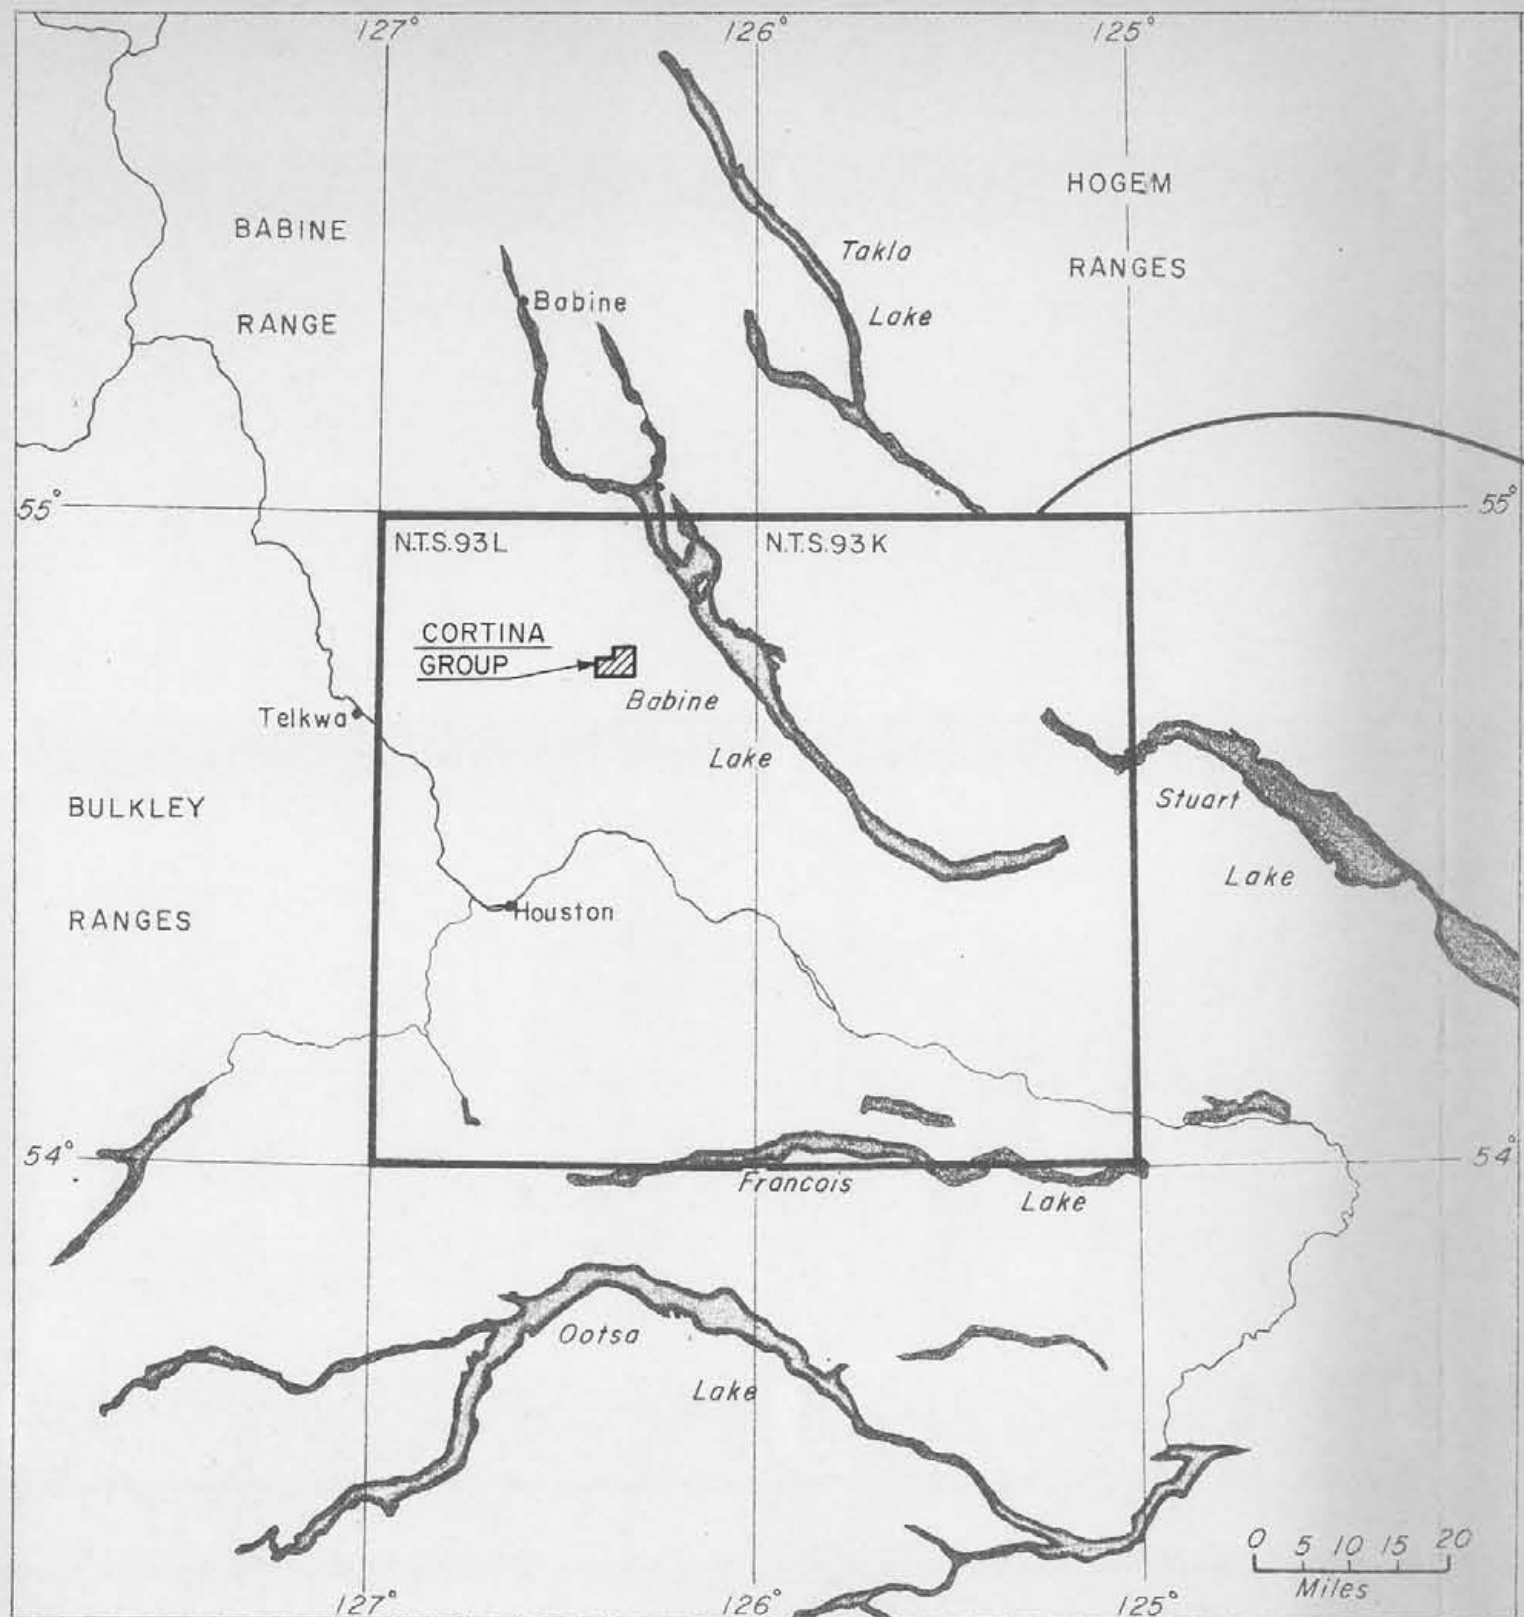 127° 126° 125°
HOGEM
BABINE
Takla
RANGES
Babine
Lake
RANGE
55° 55°
N.T.S. 93L N.T.S. 93K
CORTINA
GROUP
Babine
Telkwa
Lake
Stuart
BULKLEY
Lake
Houston
RANGES
54° 54°
Francois
Lake
Ootsa
Lake
0 5 10 15 20
Miles
127° 126° 125°